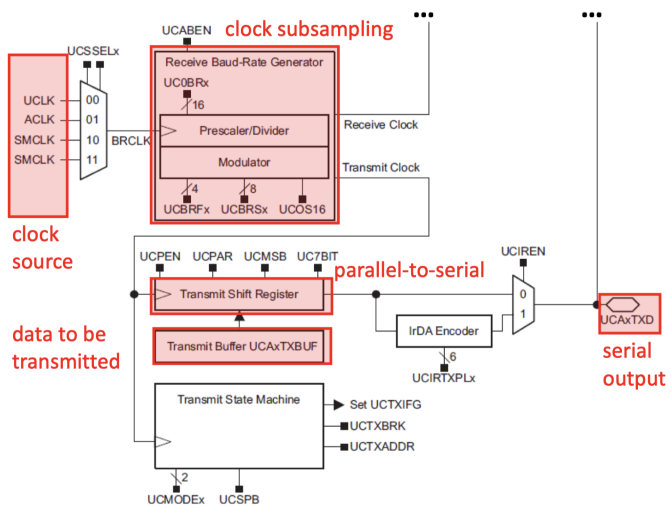 ... ...
UCABEN
clock subsampling
UCSSELx
Receive Baud-Rate Generator
UC0BRx
16
UCLK 00
ACLK 01
SMCLK 10
SMCLK 11
BRCLK
Prescaler/Divider
Receive Clock
Modulator
Transmit Clock
4 8
UCBRFx UCBRSx UCOS16
clock
source
UCPEN UCPAR UCMSB UC7BIT
UCIREN
parallel-to-serial
Transmit Shift Register
0
1
UCAxTXD
data to be
transmitted
Transmit Buffer UCAxTXBUF
IrDA Encoder
6
UCIRTXPLx
serial
output
Transmit State Machine
Set UCTXIFG
UCTXBRK
UCTXADDR
2
UCMODEx UCSPB